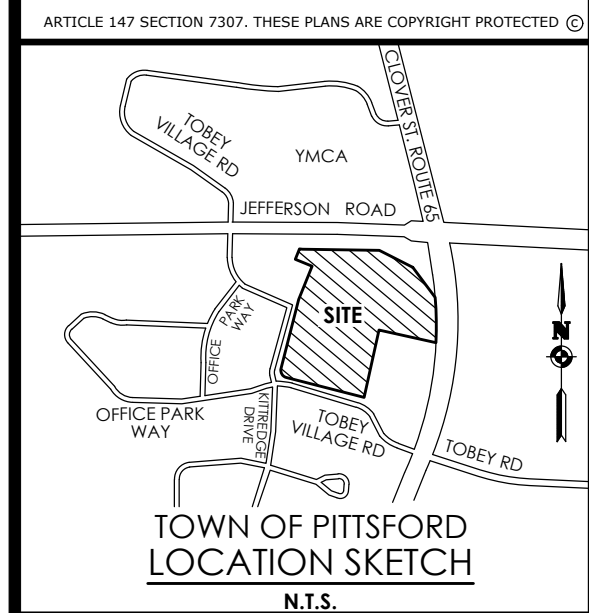 ARTICLE 147 SECTION 7307. THESE PLANS ARE COPYRIGHT PROTECTED ©
CLOVER ST. ROUTE 65
TOBEY
VILLAGE RD
YMCA
JEFFERSON ROAD
SITE
OFFICE PARK
WAY
N
OFFICE PARK
WAY
KITTREDGE
DRIVE
TOBEY
VILLAGE RD
TOBEY RD
TOWN OF PITTSFORD
LOCATION SKETCH
N.T.S.